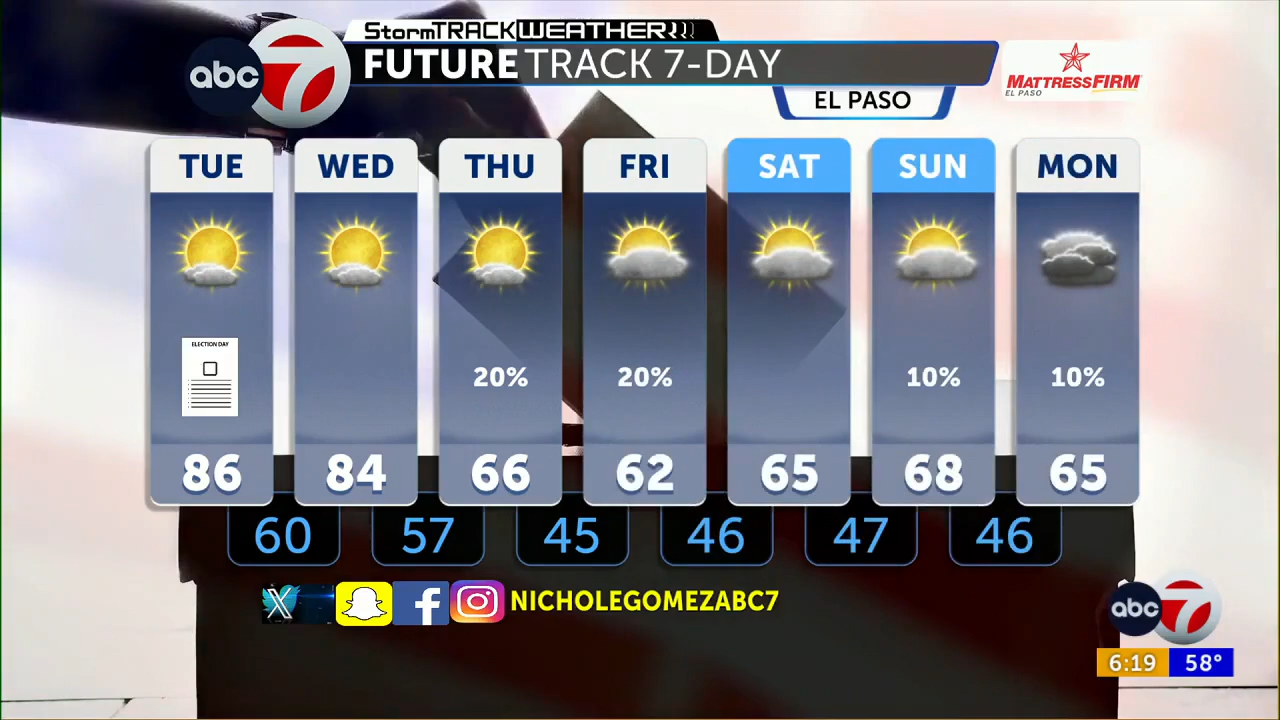 StormTRACKWEATHER
abc 7
FUTURETRACK 7-DAY
EL PASO
MATTRESSFIRM
EL PASO
TUE WED THU FRI SAT SUN MON
ELECTION DAY
20% 20% 10% 10%
86 84 66 62 65 68 65
60 57 45 46 47 46
NICHOLEGOMEZABC7
abc 7
6:19 58°